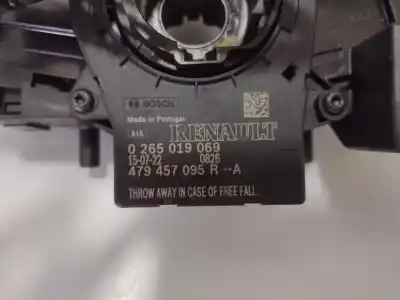 BOSCH
Made in Portugal
RENAULT
0 265 019 069
15-07-22 0826
479 457 095 R --A
THROW AWAY IN CASE OF FREE FALL